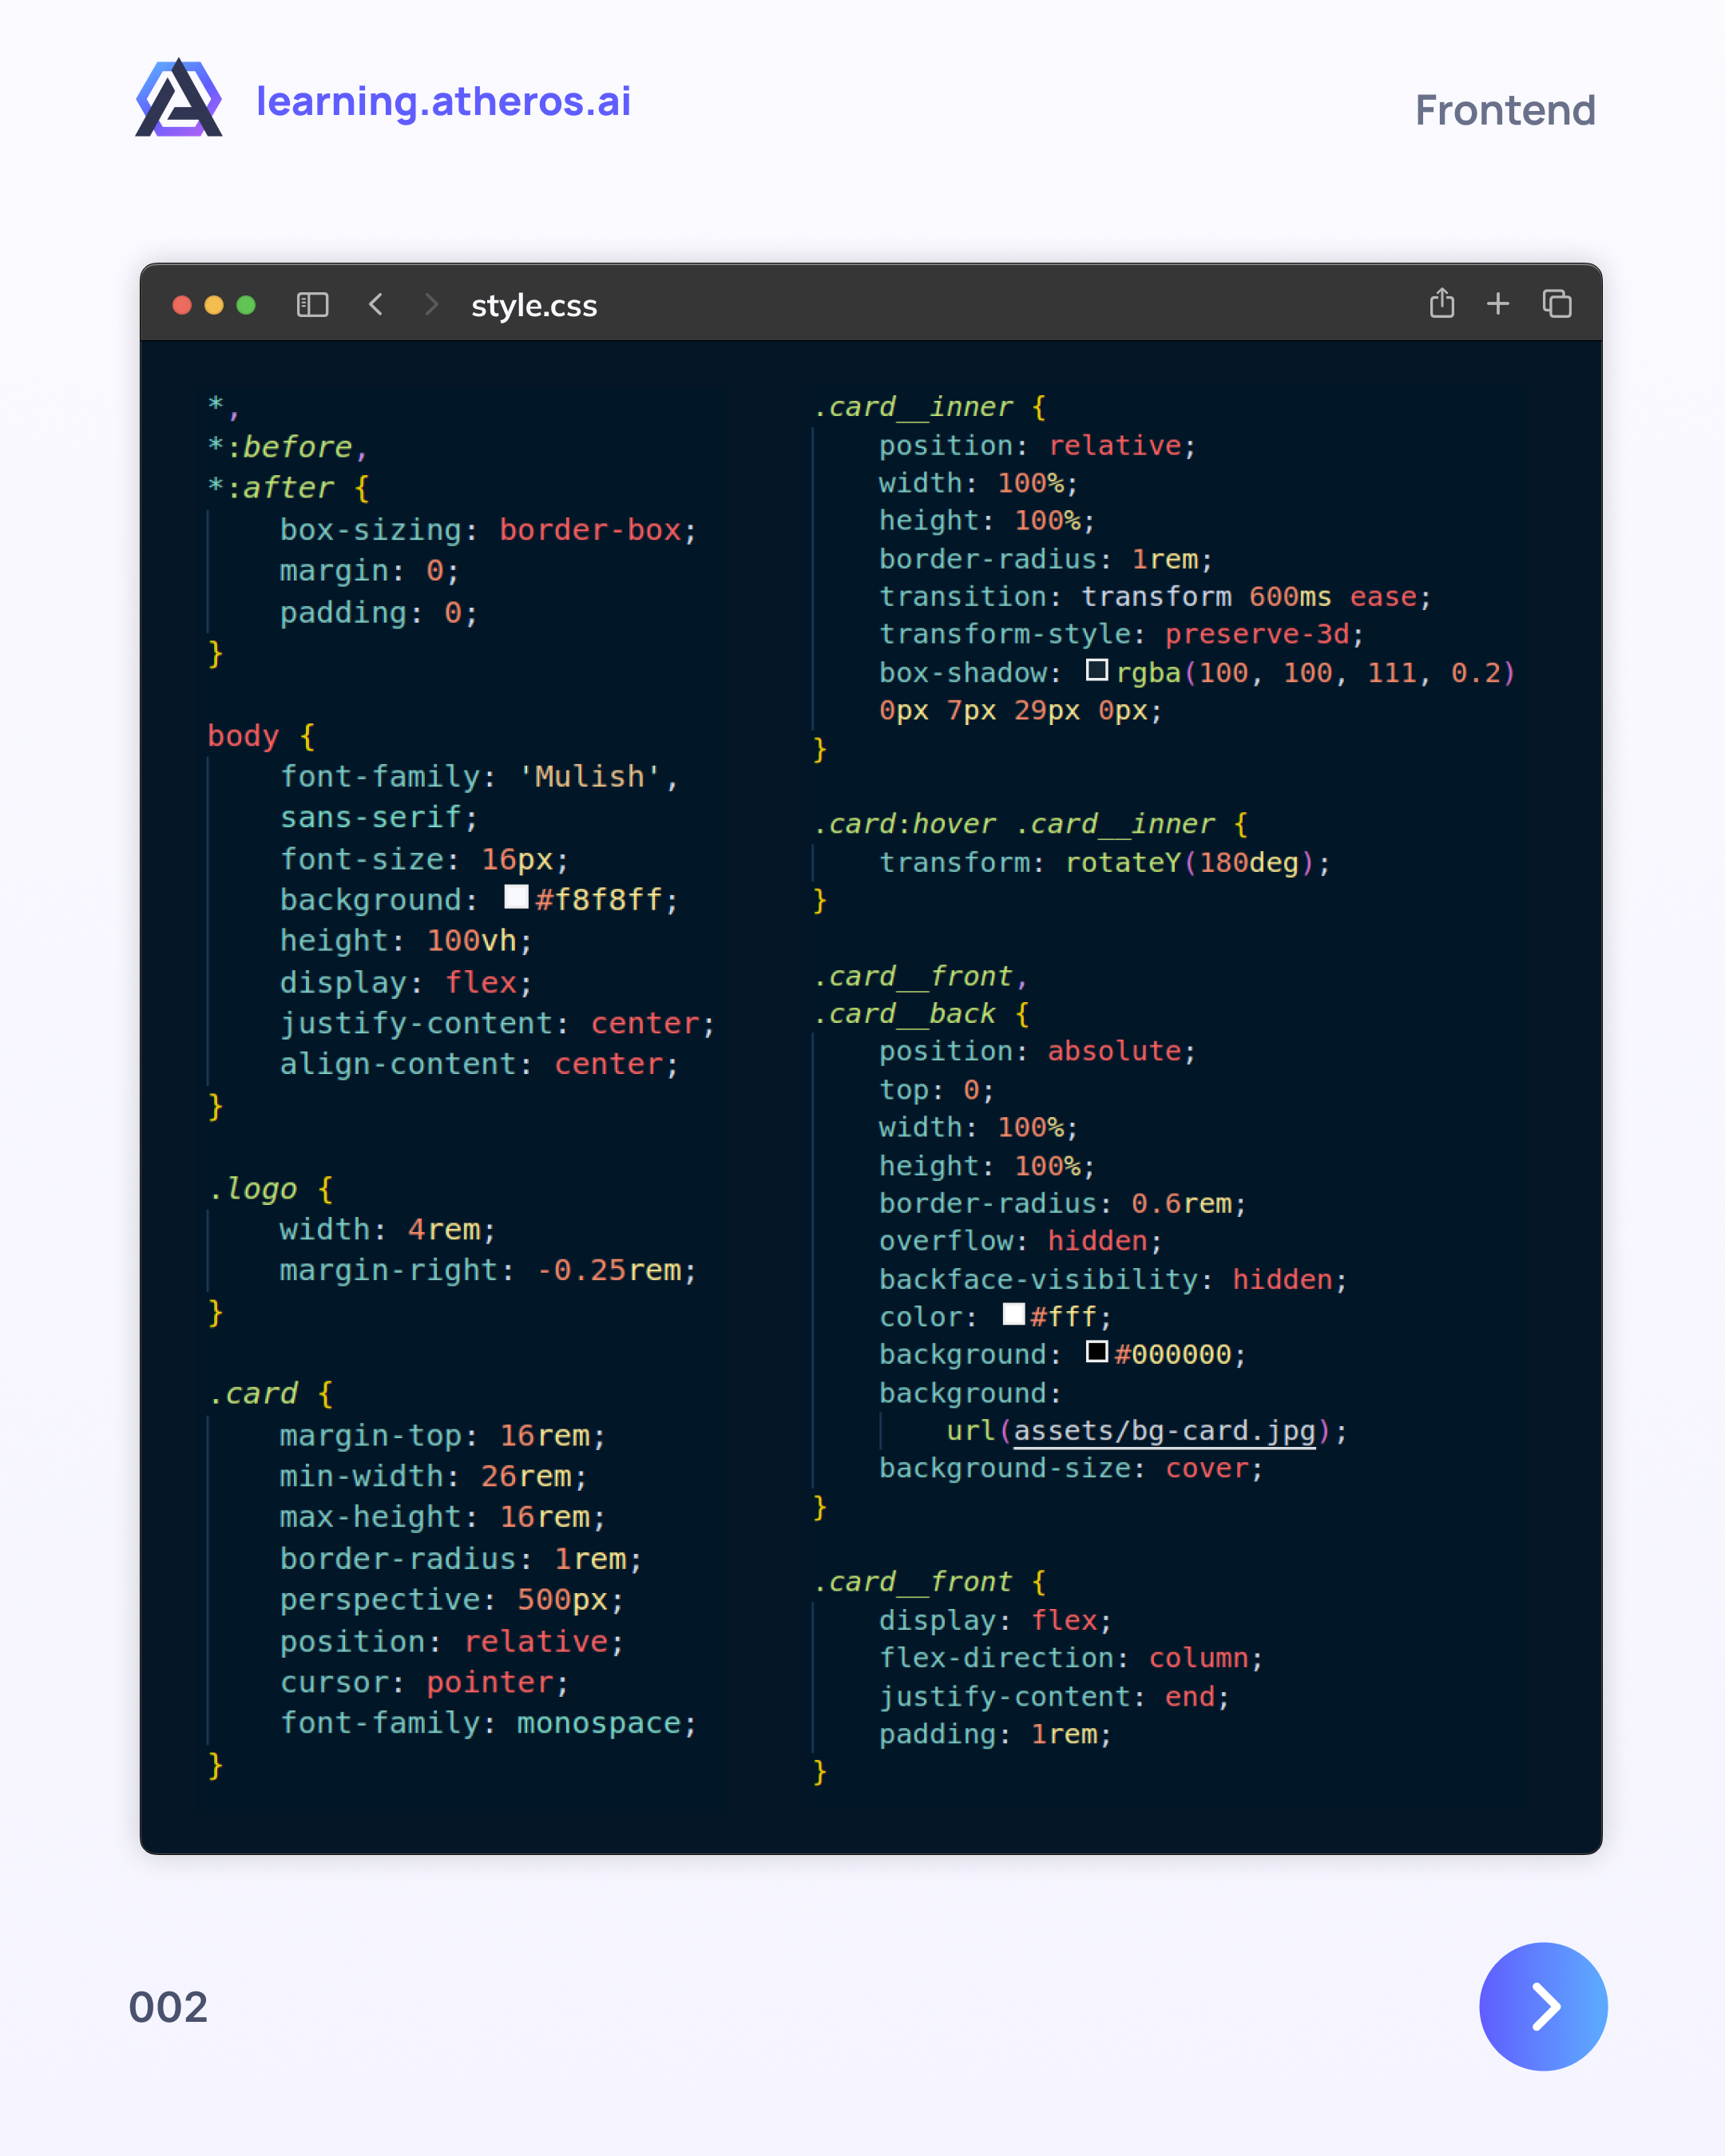 learning.atheros.ai
Frontend
style.css
*,
*:before,
*:after {
    box-sizing: border-box;
    margin: 0;
    padding: 0;
}
body {
    font-family: 'Mulish',
    sans-serif;
    font-size: 16px;
    background: #f8f8ff;
    height: 100vh;
    display: flex;
    justify-content: center;
    align-content: center;
}
.logo {
    width: 4rem;
    margin-right: -0.25rem;
}
.card {
    margin-top: 16rem;
    min-width: 26rem;
    max-height: 16rem;
    border-radius: 1rem;
    perspective: 500px;
    position: relative;
    cursor: pointer;
    font-family: monospace;
}
.card__inner {
    position: relative;
    width: 100%;
    height: 100%;
    border-radius: 1rem;
    transition: transform 600ms ease;
    transform-style: preserve-3d;
    box-shadow: rgba(100, 100, 111, 0.2)
    0px 7px 29px 0px;
}
.card:hover .card__inner {
    transform: rotateY(180deg);
}
.card__front,
.card__back {
    position: absolute;
    top: 0;
    width: 100%;
    height: 100%;
    border-radius: 0.6rem;
    overflow: hidden;
    backface-visibility: hidden;
    color: #fff;
    background: #000000;
    background:
        url(assets/bg-card.jpg);
    background-size: cover;
}
.card__front {
    display: flex;
    flex-direction: column;
    justify-content: end;
    padding: 1rem;
}
002